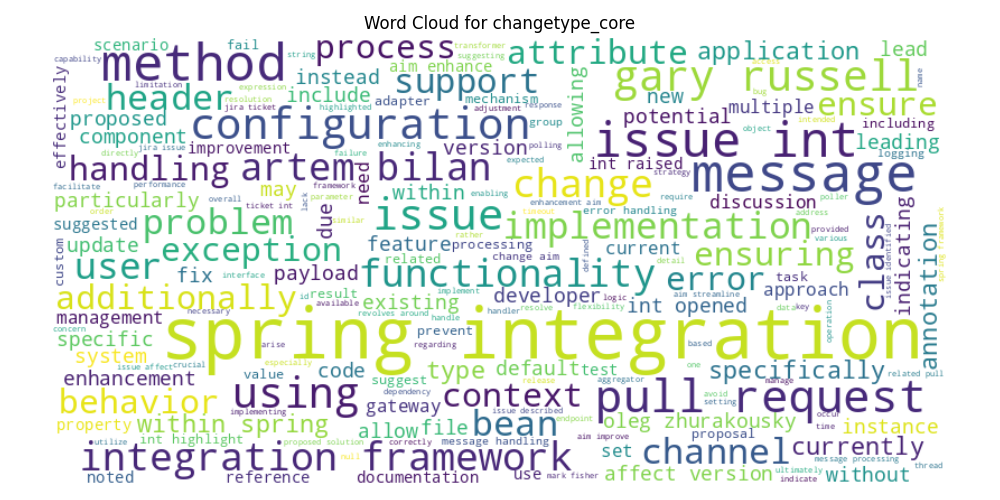 Word Cloud for changetype_core
scenario
fail
string
transformer
suggesting
capability
method
process
attribute
application
lead
aim enhance
limitation
instead
support
gary russell
header
include
adapter
mechanism
new
multiple
ensure
expression
resolution
highlighted
jira ticket
adjustment
response
proposed
configuration
group
potential
issue int
including
component
jira issue
improvement
version
polling
object
leading
effectively
directly
enhancing
failure
expected
allowing
logging
handling
artem bilan
int raised
strategy
message
facilitate
performance
framework
need
change
discussion
particularly
may
within
enabling
enhancement aim
require
poller
overall
parameter
ticket int
lack
order
suggested
problem
due
similar
issue
timeout
error handling
implementation
address
provided
various
rather
class
indicating
update
exception
feature
processing
current
ensuring
custom
user
fix
interface
payload
related
change aim
detail
defined
functionality
error
task
approach
annotation
spring framework
issue identified
additionally
id
result
available
existing
implement
developer
logic
flexibility
int opened
aim streamline
data
key
management
necessary
revolves around
handler
resolve
concern
specific
spring integration
handle
prevent
regarding
based
operation
system
arise
issue affect
crucial
especially
value
code
type
default
test
one
specifically
related pull
enhancement
suggest
release
aggregator
manage
behavior
using
context
dependency
avoid
setting
pull request
property
implementing
gateway
issue described
within spring
allow
file
bean
endpoint
oleg zhurakousky
occur
time
instance
int highlight
proposed solution
correctly
message handling
aim improve
proposal
utilize
integration framework
null
set
channel
currently
message processing
thread
noted
reference
documentation
use
mark fisher
affect version
ultimately
indicate
without
project
bug
intended
name